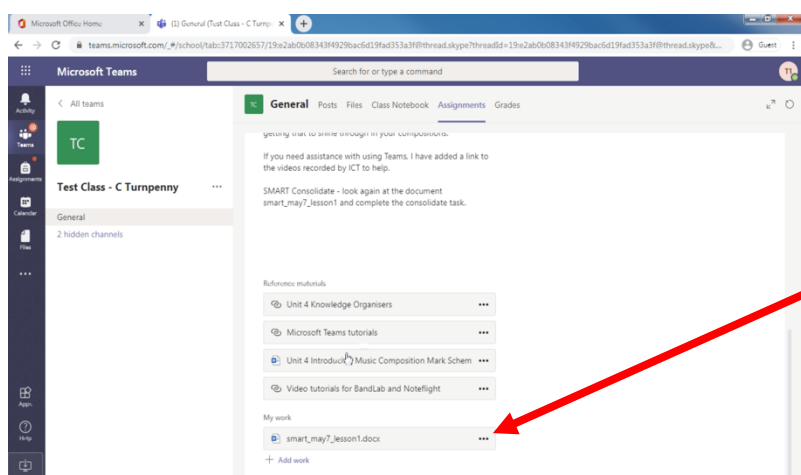 Microsoft Office Home
(1) General (Test Class - C Turnp
teams.microsoft.com/_#/school/tab::3717002657/19:e2ab0b08343f4929bac6d19fad353a3f@thread.skype?threadId=19:e2ab0b08343f4929bac6d19fad353a3f@thread.skype&...
Guest
Microsoft Teams
Search for or type a command
Activity
Teams
Assignments
Calendar
Files
Apps
Help
All teams
TC
Test Class - C Turnpenny
General
2 hidden channels
TC
General Posts Files Class Notebook Assignments Grades
getting that to shine through in your compositions.
If you need assistance with using Teams, I have added a link to
the videos recorded by ICT to help.
SMART Consolidate - look again at the document
smart_may7_lesson1 and complete the consolidate task.
Reference materials
Unit 4 Knowledge Organisers
Microsoft Teams tutorials
Unit 4 Introduc Music Composition Mark Schem
Video tutorials for BandLab and Noteflight
My work
smart_may7_lesson1.docx
+ Add work